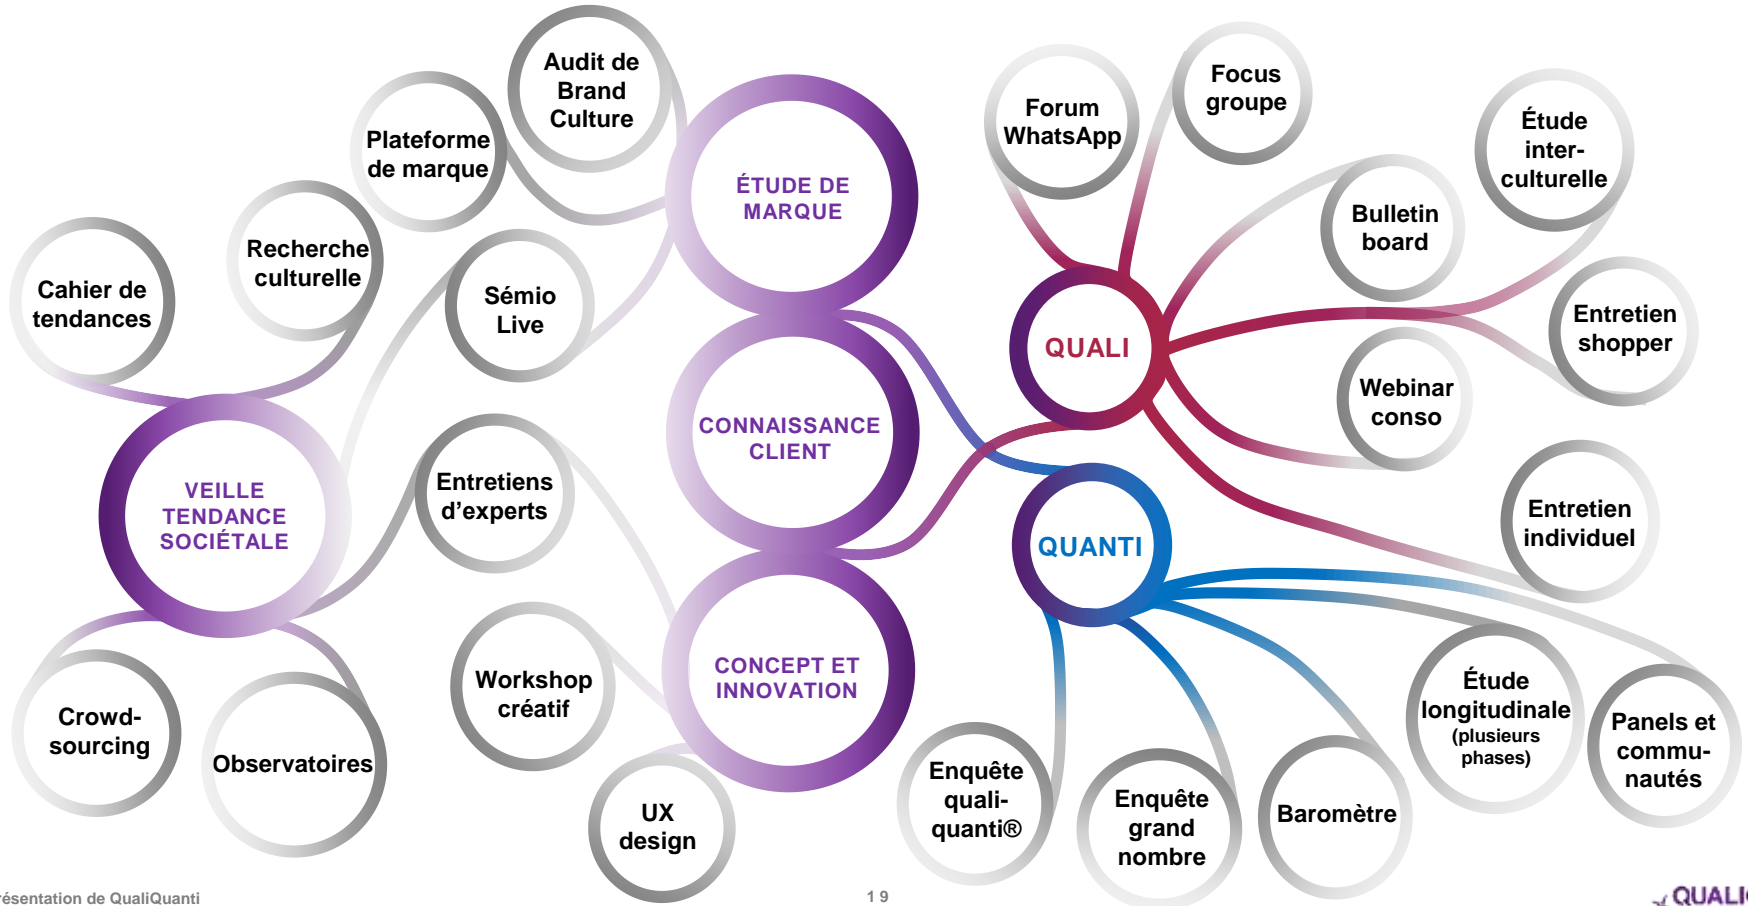 Audit de
Brand
Culture
Plateforme
de marque
Recherche
culturelle
Cahier de
tendances
Sémio
Live
ÉTUDE DE
MARQUE
CONNAISSANCE
CLIENT
CONCEPT ET
INNOVATION
VEILLE
TENDANCE
SOCIÉTALE
Entretiens
d’experts
Workshop
créatif
UX
design
Crowd-
sourcing
Observatoires
Forum
WhatsApp
Focus
groupe
Étude
inter-
culturelle
Bulletin
board
Entretien
shopper
Webinar
conso
Entretien
individuel
QUALI
QUANTI
Enquête
quali-
quanti®
Enquête
grand
nombre
Baromètre
Étude
longitudinale
(plusieurs
phases)
Panels et
commu-
nautés
résentation de QualiQuanti
19
QUALI